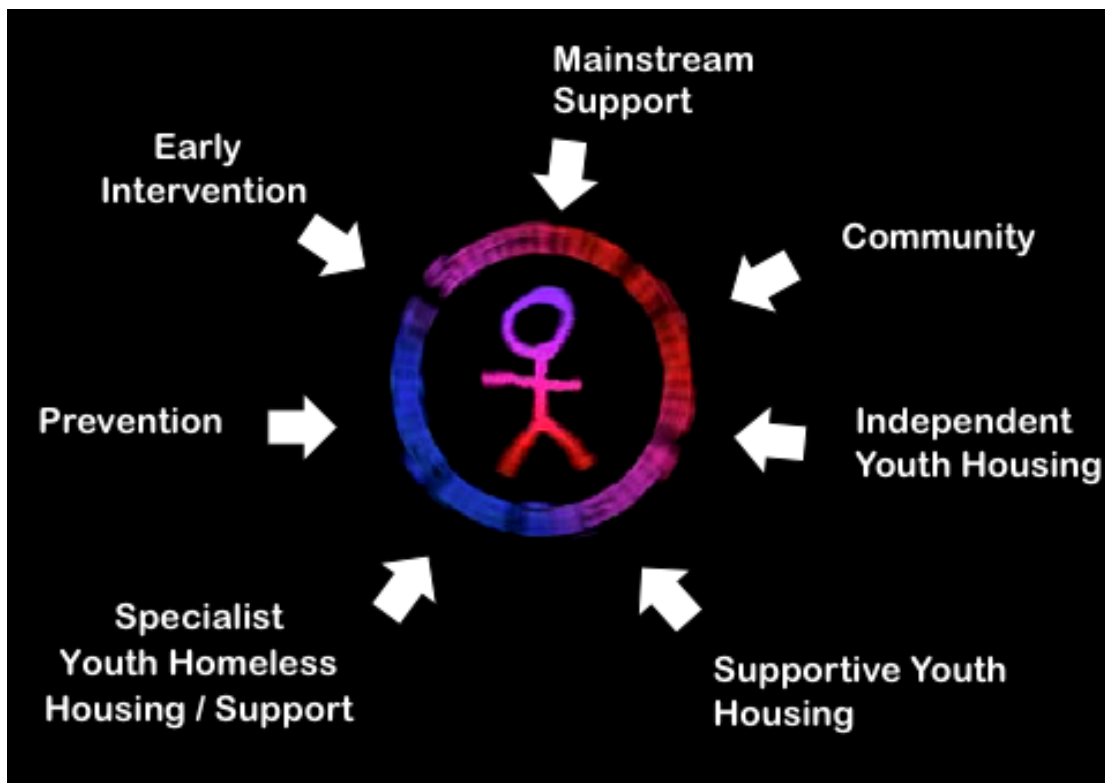 Mainstream
Support
Early
Intervention
Community
Prevention
Independent
Youth Housing
Specialist
Youth Homeless
Housing / Support
Supportive Youth
Housing